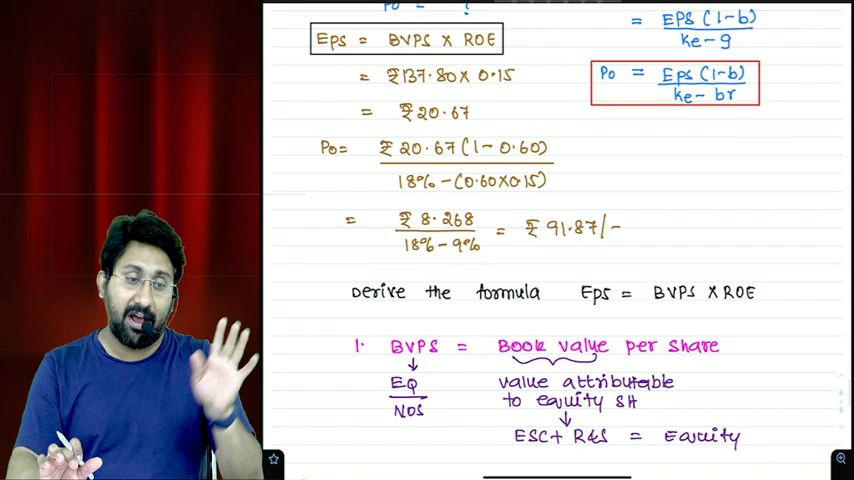 Po = ?
= EPS (1-b)
ke - g
Eps = BVPS X ROE
= ₹137.80 x 0.15
Po = Eps (1-b)
ke - br
= ₹20.67
Po = ₹20.67 (1 - 0.60)
18% - (0.60x0.15)
= ₹8.268 = ₹91.87/-
18% - 9%
Derive the formula Eps = BVPS X ROE
1. BVPS = Book value per share
↓
EQ
NOS
value attributable
to equity SH
↓
ESC + R&S = Equity